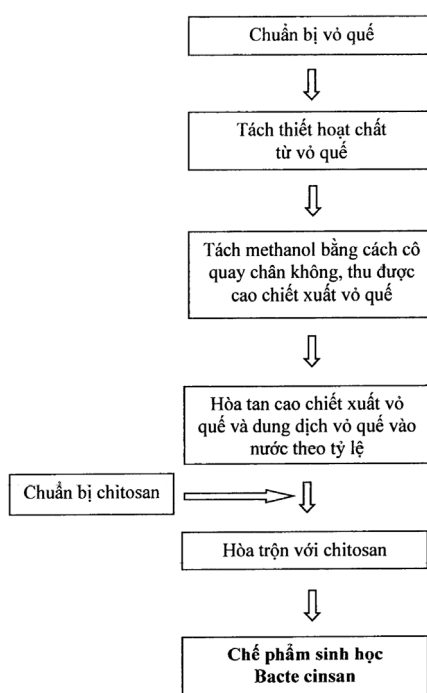 Chuẩn bị vỏ quế
Tách thiết hoạt chất
từ vỏ quế
Tách methanol bằng cách cô
quay chân không, thu được
cao chiết xuất vỏ quế
Hòa tan cao chiết xuất vỏ
quế và dung dịch vỏ quế vào
nước theo tỷ lệ
Chuẩn bị chitosan
Hòa trộn với chitosan
Chế phẩm sinh học
Bacte cinsan